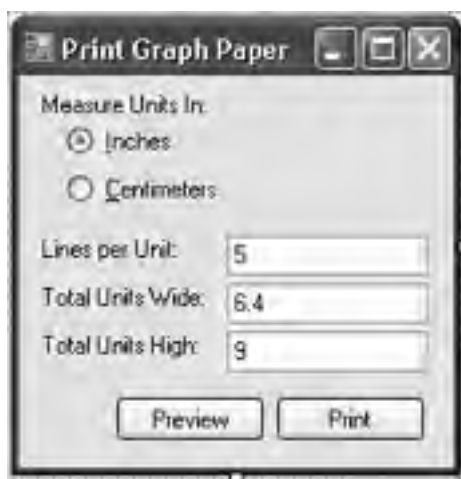 Print Graph Paper
Measure Units In:
Inches
Centimeters
Lines per Unit: 5
Total Units Wide: 6.4
Total Units High: 9
Preview Print